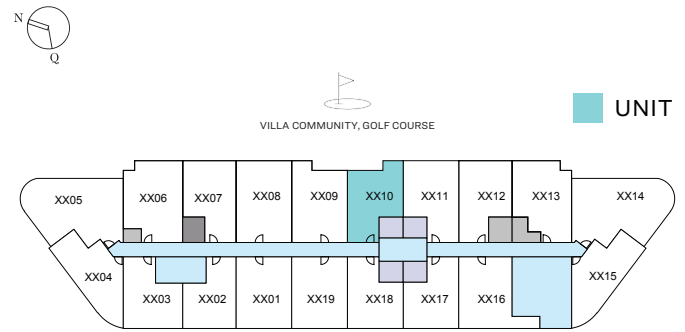 N
Q
UNIT
VILLA COMMUNITY, GOLF COURSE
XX05
XX06
XX07
XX08
XX09
XX10
XX11
XX12
XX13
XX14
XX04
XX03
XX02
XX01
XX19
XX18
XX17
XX16
XX15